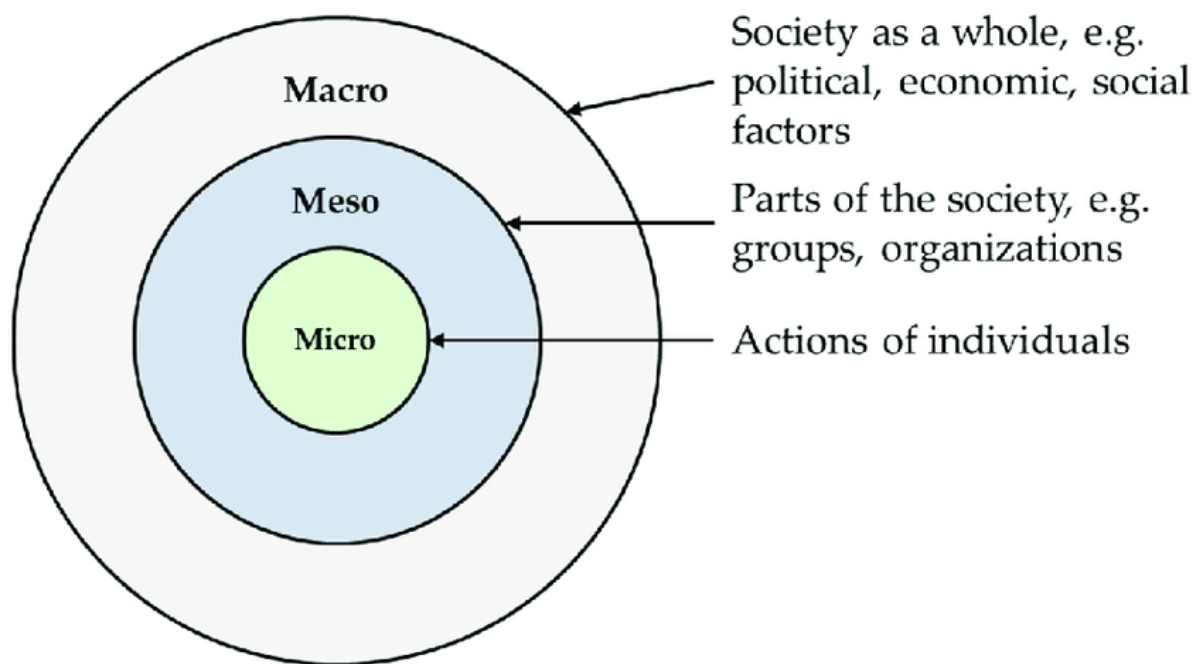 Macro
Meso
Micro
Society as a whole, e.g.
political, economic, social
factors
Parts of the society, e.g.
groups, organizations
Actions of individuals